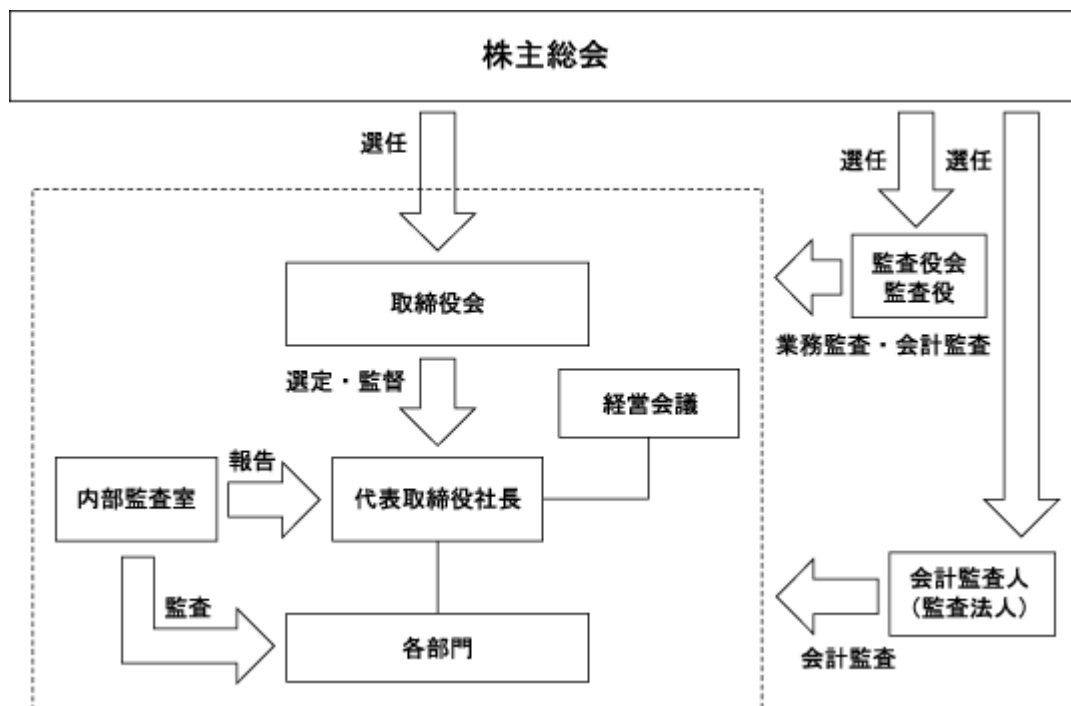 株主総会
選任
選任
選任
監査役会
監査役
取締役会
業務監査・会計監査
選定・監督
経営会議
報告
内部監査室
代表取締役社長
会計監査人
（監査法人）
監査
各部門
会計監査